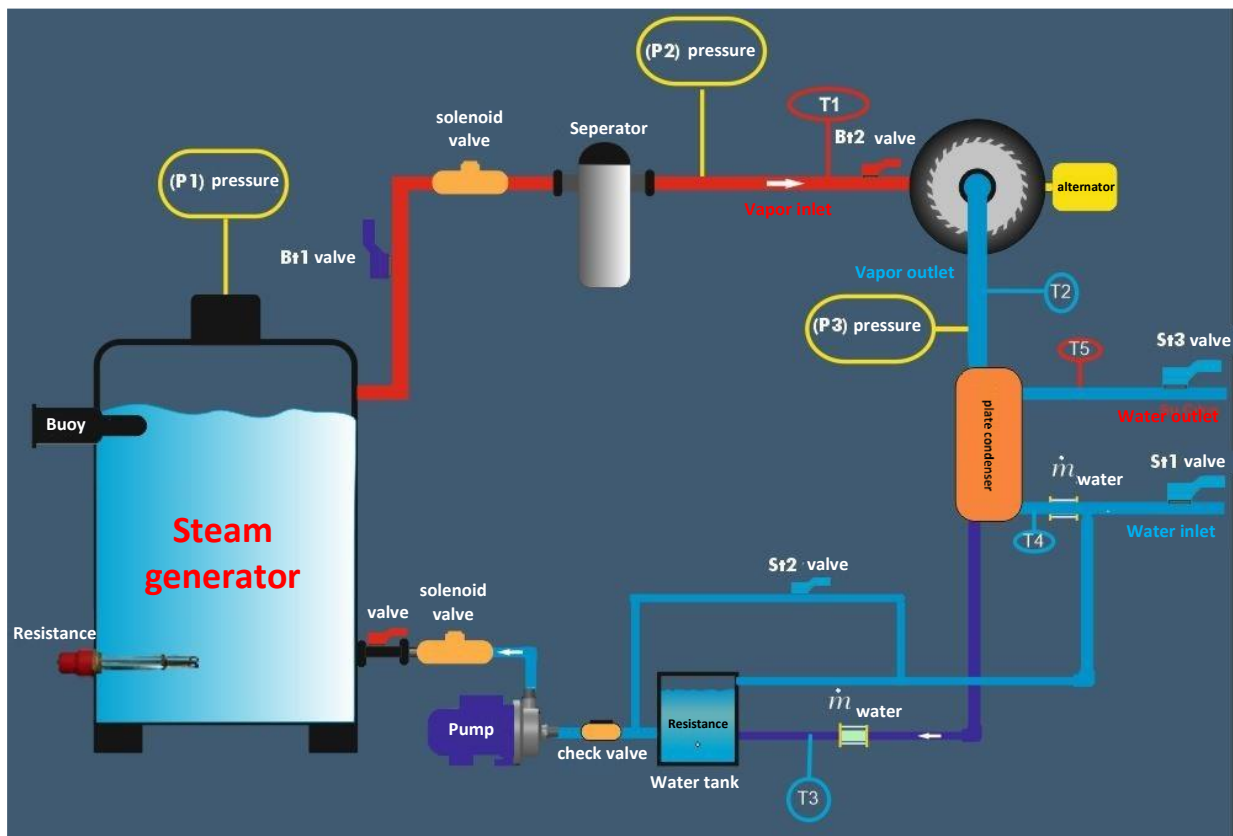 (P2) pressure
T1
solenoid
valve
Seperator
Bt2 valve
(P1) pressure
alternator
Vapor inlet
Bt1 valve
Vapor outlet
T2
(P3) pressure
St3 valve
T5
Water outlet
Buoy
plate condenser
ṁ water
St1 valve
Water inlet
T4
Steam
generator
St2 valve
solenoid
valve
valve
Resistance
ṁ water
Pump
Resistance
check valve
Water tank
T3